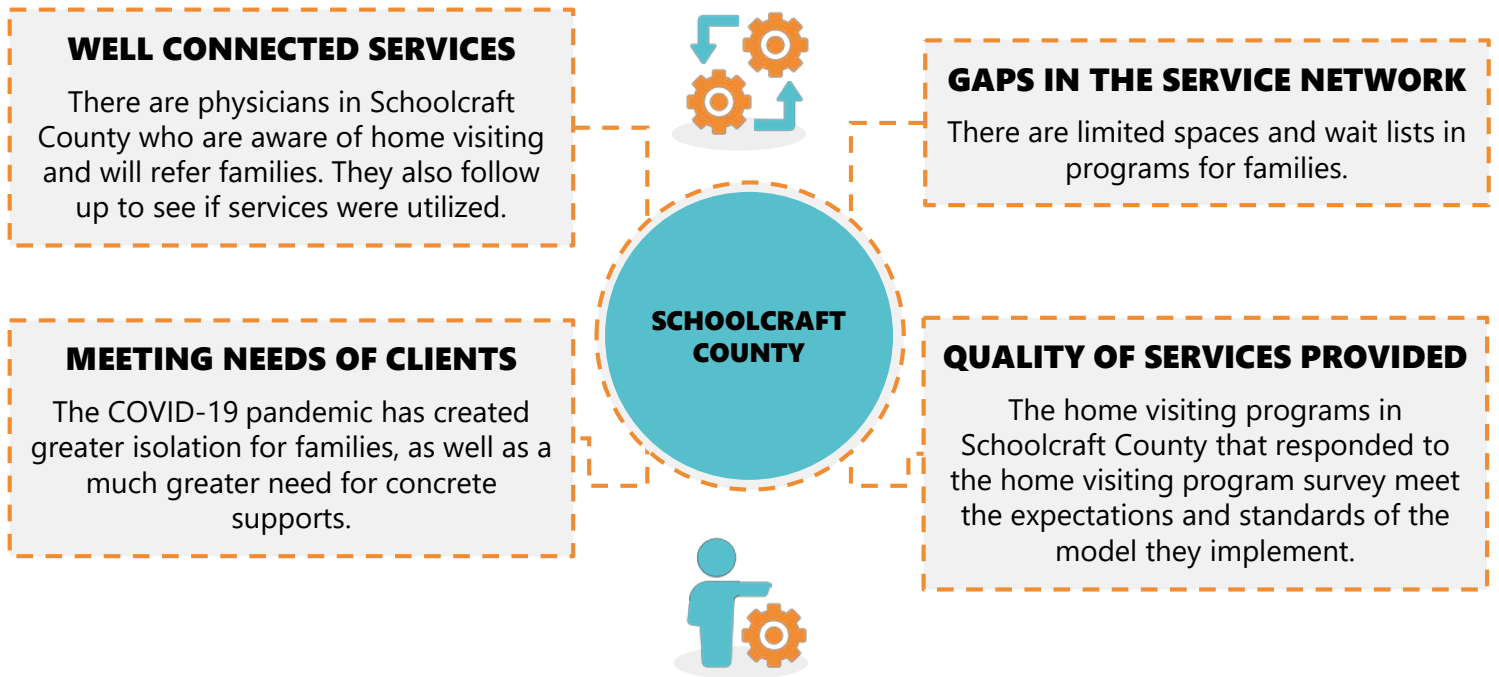 WELL CONNECTED SERVICES
There are physicians in Schoolcraft
County who are aware of home visiting
and will refer families. They also follow
up to see if services were utilized.
GAPS IN THE SERVICE NETWORK
There are limited spaces and wait lists in
programs for families.
SCHOOLCRAFT
COUNTY
MEETING NEEDS OF CLIENTS
The COVID-19 pandemic has created
greater isolation for families, as well as a
much greater need for concrete
supports.
QUALITY OF SERVICES PROVIDED
The home visiting programs in
Schoolcraft County that responded to
the home visiting program survey meet
the expectations and standards of the
model they implement.